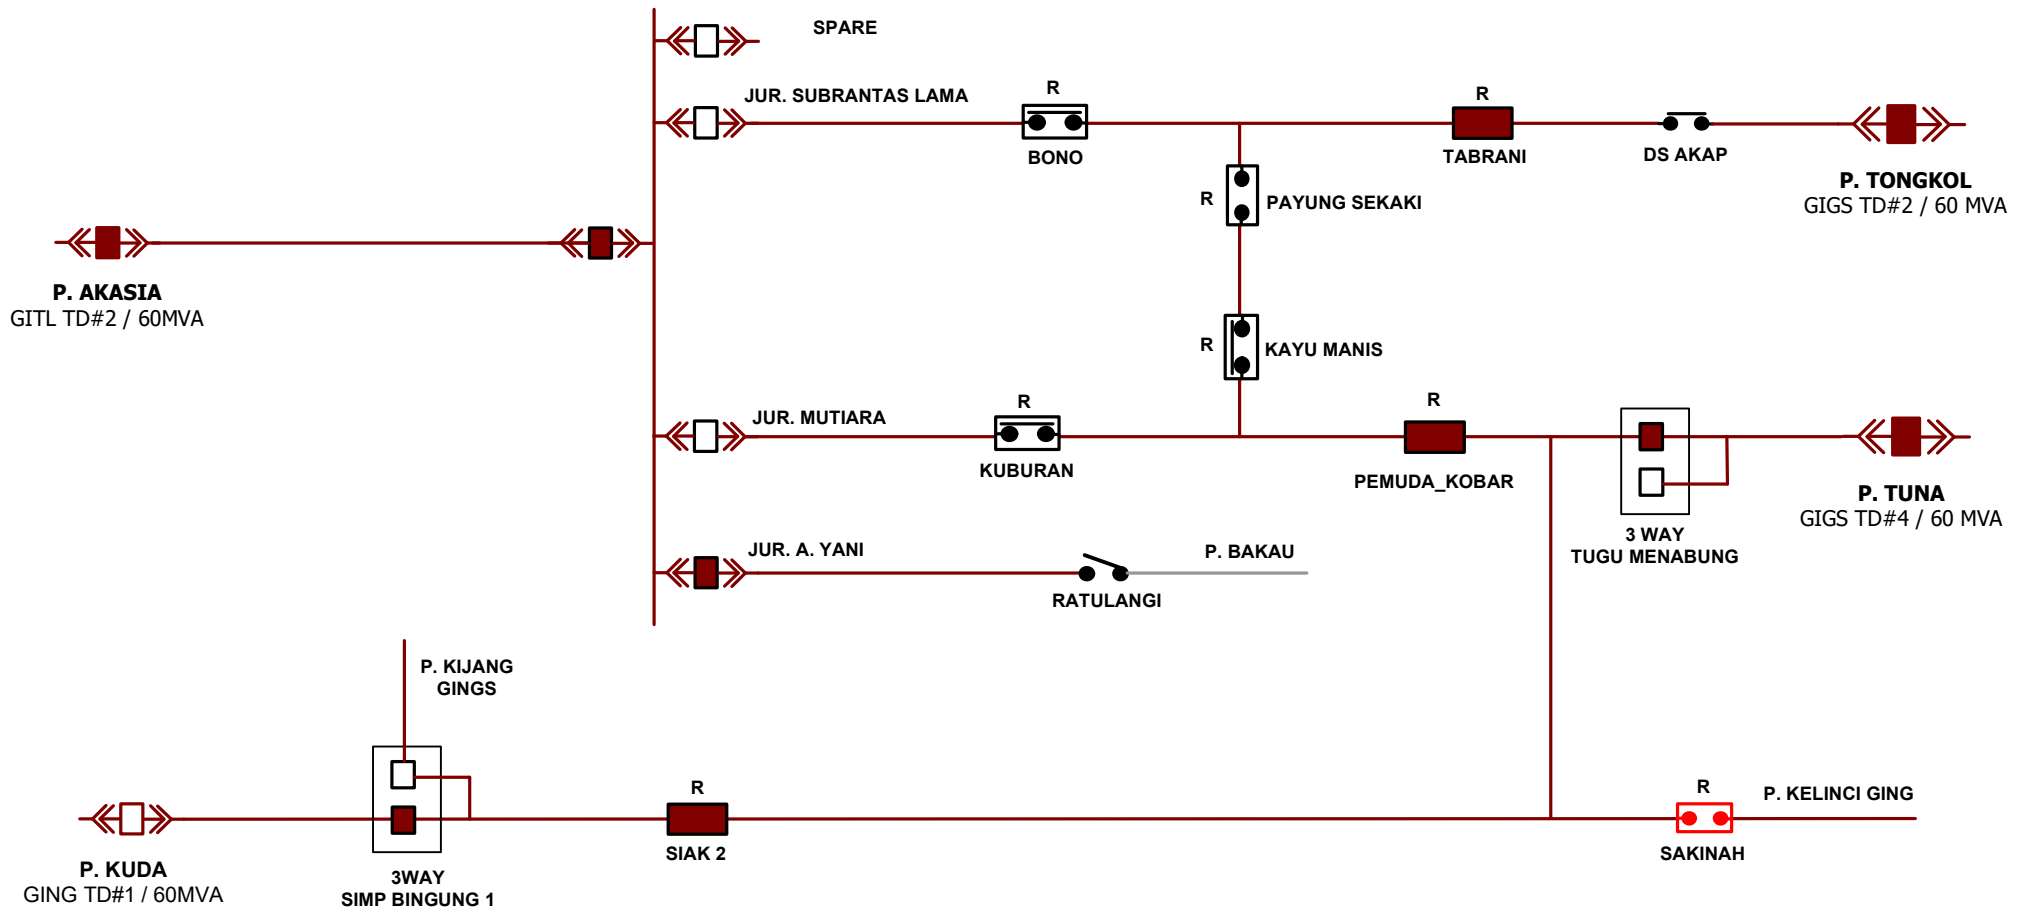 SPARE
JUR. SUBRANTAS LAMA
R
BONO
R
TABRANI
DS AKAP
P. TONGKOL
GIGS TD#2 / 60 MVA
R
PAYUNG SEKAKI
P. AKASIA
GITL TD#2 / 60MVA
R
KAYU MANIS
JUR. MUTIARA
R
KUBURAN
R
PEMUDA_KOBAR
3 WAY
TUGU MENABUNG
P. TUNA
GIGS TD#4 / 60 MVA
JUR. A. YANI
P. BAKAU
RATULANGI
P. KIJANG
GINGS
P. KUDA
GING TD#1 / 60MVA
3WAY
SIMP BINGUNG 1
R
SIAK 2
R
SAKINAH
P. KELINCI GING